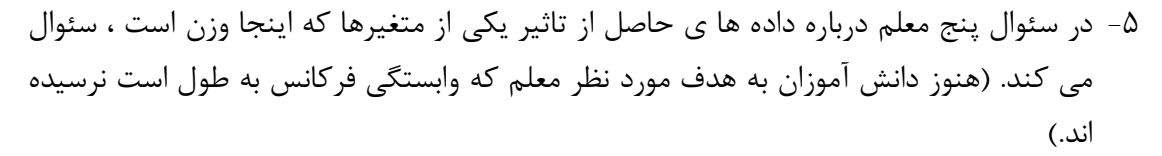 ۵- در سئوال پنج معلم درباره داده ها ی حاصل از تاثیر یکی از متغیرها که اینجا وزن است ، سئوال
می کند. (هنوز دانش آموزان به هدف مورد نظر معلم که وابستگی فرکانس به طول است نرسیده
اند.)